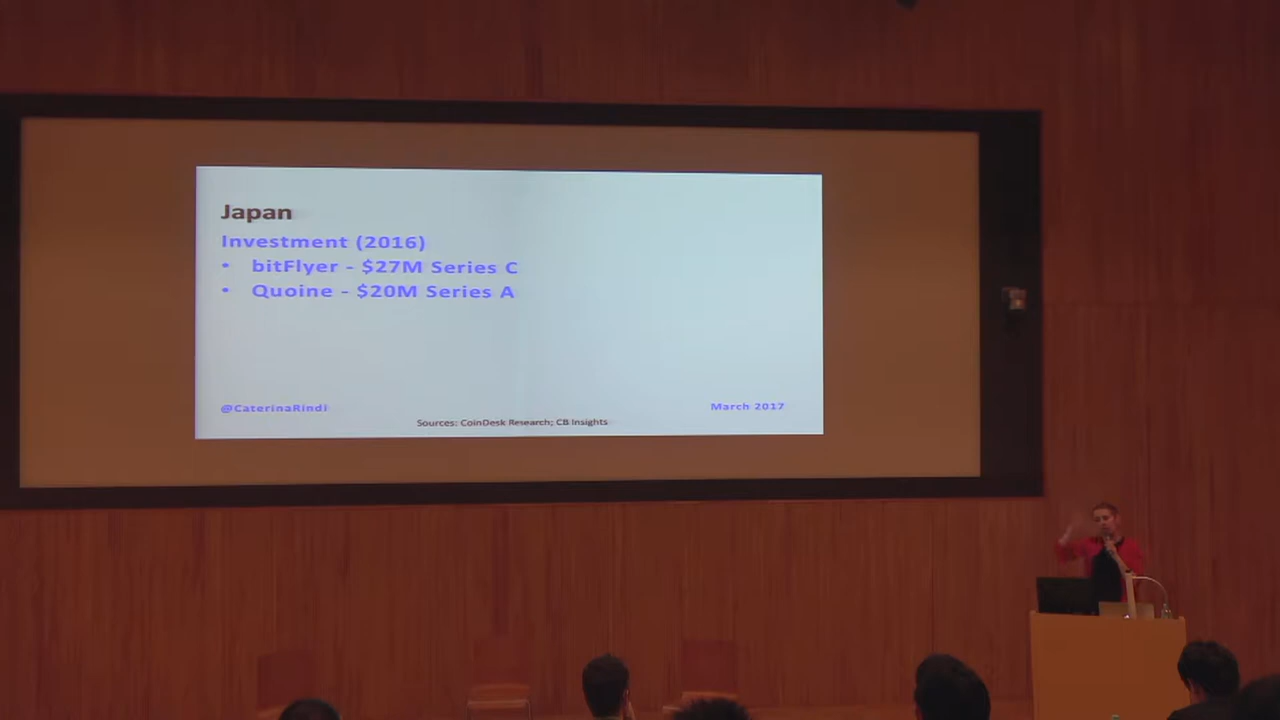 Japan
Investment (2016)
• bitFlyer - $27M Series C
• Quoine - $20M Series A
@CaterinaRindi
March 2017
Sources: CoinDesk Research; CB Insights